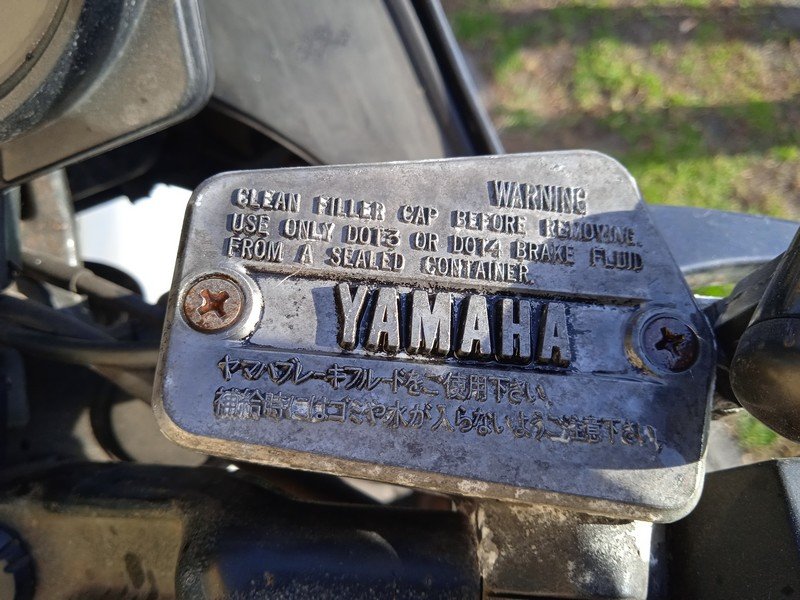 WARNING
CLEAN FILLER CAP BEFORE REMOVING.
USE ONLY DOT3 OR DOT4 BRAKE FLUID
FROM A SEALED CONTAINER.
YAMAHA
ヤマハブレーキフルードをご使用下さい。
補給時にはゴミや水が入らないようご注意下さい。